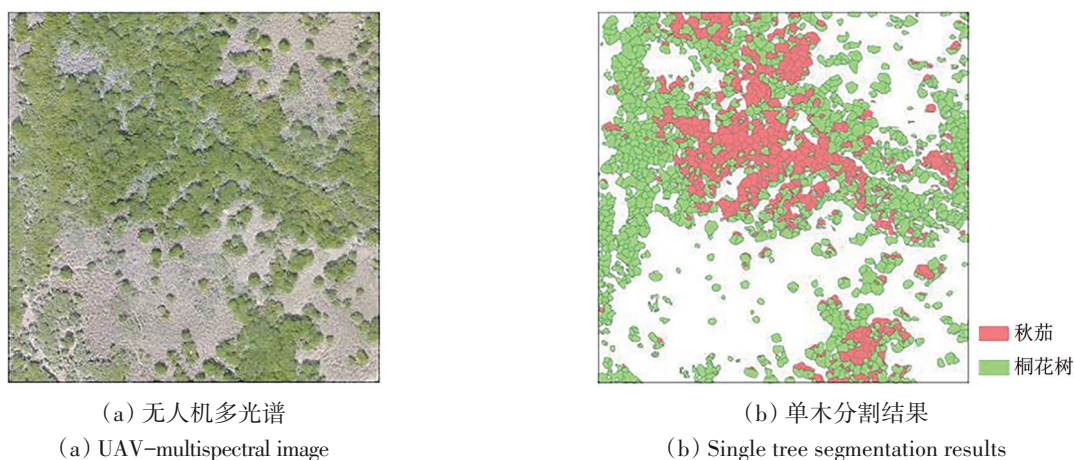 秋茄
桐花树
(a) 无人机多光谱
(a) UAV-multispectral image
(b) 单木分割结果
(b) Single tree segmentation results